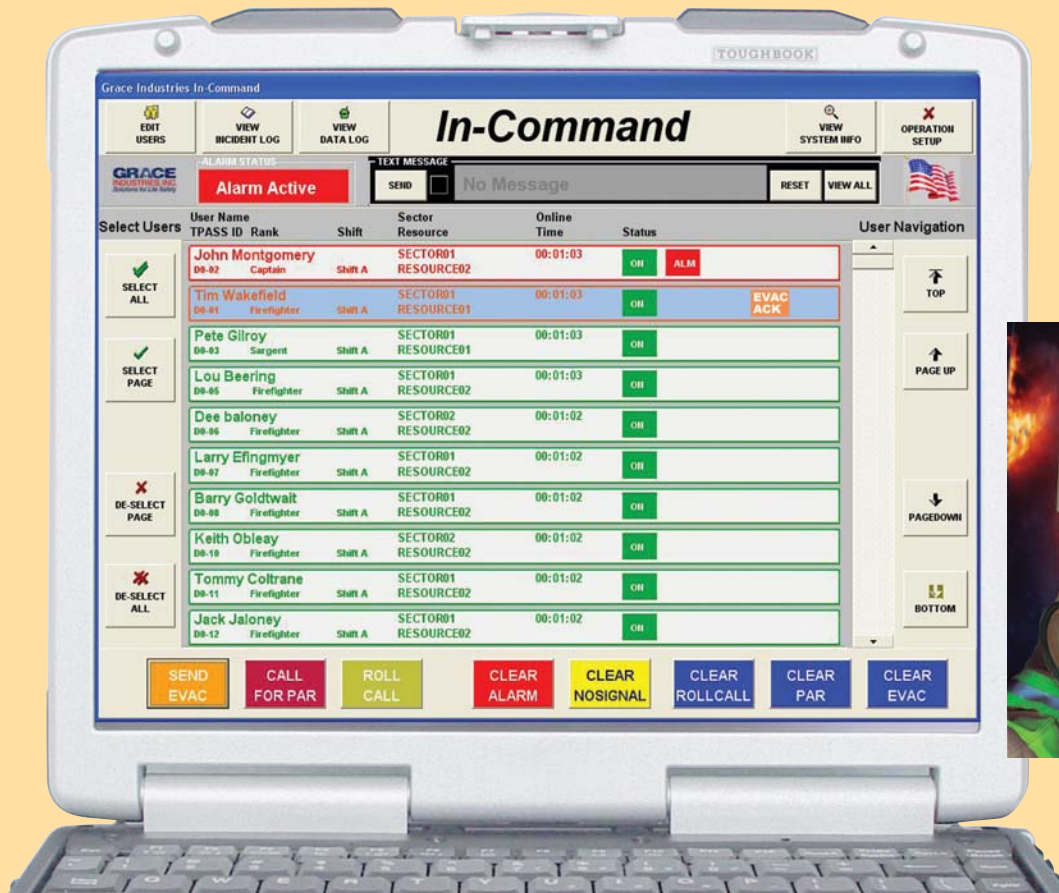 TOUGHBOOK
Grace Industries In-Command
EDIT USERS
VIEW INCIDENT LOG
VIEW DATA LOG
In-Command
VIEW SYSTEM INFO
OPERATION SETUP
GRACE INDUSTRIES, INC.
Solutions for Life Safety
ALARM STATUS
Alarm Active
TEXT MESSAGE
SEND
No Message
RESET
VIEW ALL
Select Users
User Name Sector Online
TPASS ID Rank Shift Resource Time Status
User Navigation
SELECT ALL
SELECT PAGE
DE-SELECT PAGE
DE-SELECT ALL
John Montgomery SECTOR01 00:01:03
D0-02 Captain Shift A RESOURCE02 ON ALM
Tim Wakefield SECTOR01 00:01:03
D0-01 Firefighter Shift A RESOURCE01 ON EVAC ACK
Pete Gilroy SECTOR01 00:01:03
D0-03 Sargent Shift A RESOURCE01 ON
Lou Beering SECTOR01 00:01:03
D0-05 Firefighter Shift A RESOURCE02 ON
Dee baloney SECTOR02 00:01:02
D0-06 Firefighter Shift A RESOURCE02 ON
Larry Efingmyer SECTOR01 00:01:02
D0-07 Firefighter Shift A RESOURCE02 ON
Barry Goldtwait SECTOR01 00:01:02
D0-08 Firefighter Shift A RESOURCE02 ON
Keith Obleay SECTOR02 00:01:02
D0-10 Firefighter Shift A RESOURCE02 ON
Tommy Coltrane SECTOR01 00:01:02
D0-11 Firefighter Shift A RESOURCE02 ON
Jack Jaloney SECTOR01 00:01:02
D0-12 Firefighter Shift A RESOURCE02 ON
TOP
PAGE UP
PAGEDOWN
BOTTOM
SEND EVAC
CALL FOR PAR
ROLL CALL
CLEAR ALARM
CLEAR NOSIGNAL
CLEAR ROLLCALL
CLEAR PAR
CLEAR EVAC